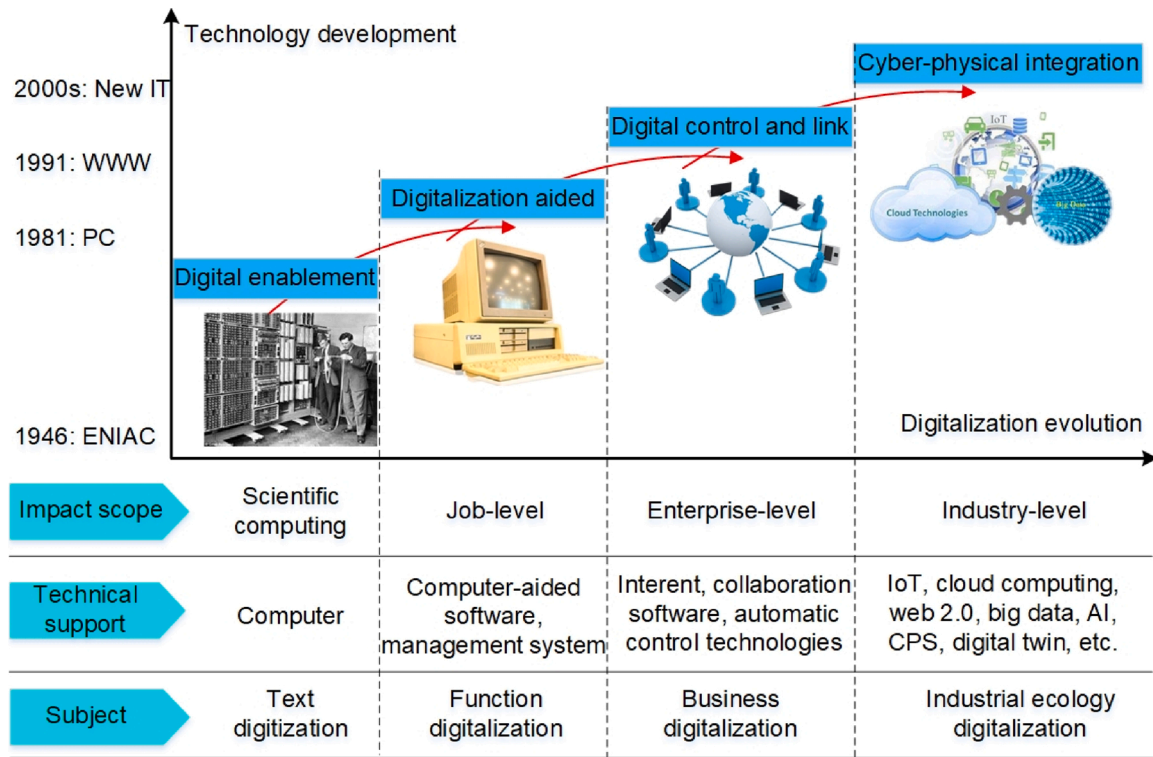 Technology development
2000s: New IT
1991: WWW
1981: PC
1946: ENIAC
Digital enablement
Digitalization aided
Digital control and link
Cyber-physical integration
IoT
Cloud Technologies
Big Data
Digitalization evolution
Impact scope
Scientific
computing
Job-level
Enterprise-level
Industry-level
Technical
support
Computer
Computer-aided
software,
management system
Interent, collaboration
software, automatic
control technologies
IoT, cloud computing,
web 2.0, big data, AI,
CPS, digital twin, etc.
Subject
Text
digitization
Function
digitalization
Business
digitalization
Industrial ecology
digitalization